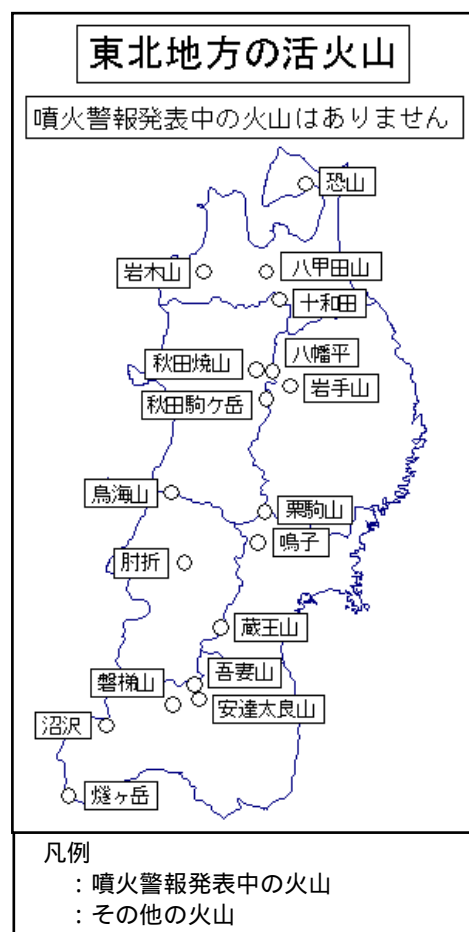 東北地方の活火山
噴火警報発表中の火山はありません
恐山
岩木山
八甲田山
十和田
八幡平
秋田焼山
岩手山
秋田駒ケ岳
鳥海山
栗駒山
鳴子
肘折
蔵王山
吾妻山
磐梯山
安達太良山
沼沢
燧ヶ岳
凡例
：噴火警報発表中の火山
：その他の火山